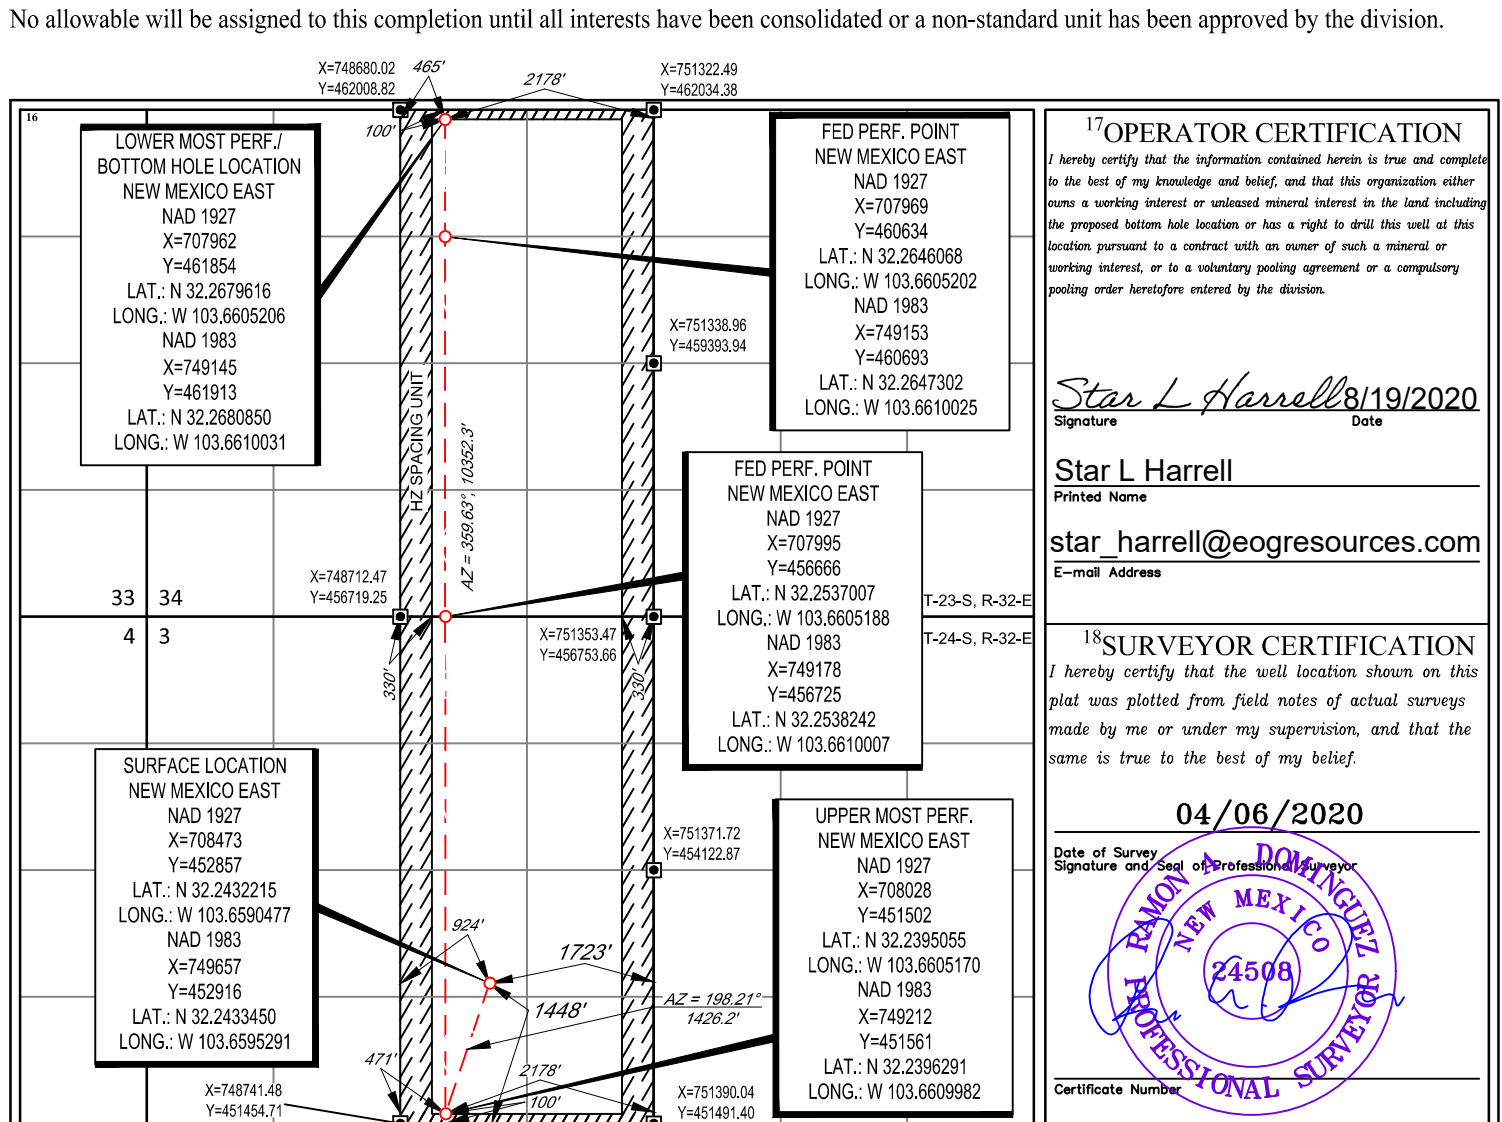 No allowable will be assigned to this completion until all interests have been consolidated or a non-standard unit has been approved by the division.
X=748680.02
Y=462008.82
465'
2178'
X=751322.49
Y=462034.38
16
100'
LOWER MOST PERF./
BOTTOM HOLE LOCATION
NEW MEXICO EAST
NAD 1927
X=707962
Y=461854
LAT.: N 32.2679616
LONG.: W 103.6605206
NAD 1983
X=749145
Y=461913
LAT.: N 32.2680850
LONG.: W 103.6610031
FED PERF. POINT
NEW MEXICO EAST
NAD 1927
X=707969
Y=460634
LAT.: N 32.2646068
LONG.: W 103.6605202
NAD 1983
X=749153
Y=460693
LAT.: N 32.2647302
LONG.: W 103.6610025
X=751338.96
Y=459393.94
HZ SPACING UNIT
AZ = 359.63°, 10352.3'
FED PERF. POINT
NEW MEXICO EAST
NAD 1927
X=707995
Y=456666
LAT.: N 32.2537007
LONG.: W 103.6605188
NAD 1983
X=749178
Y=456725
LAT.: N 32.2538242
LONG.: W 103.6610007
X=748712.47
Y=456719.25
33 34
4 3
T-23-S, R-32-E
T-24-S, R-32-E
X=751353.47
Y=456753.66
330'
330'
SURFACE LOCATION
NEW MEXICO EAST
NAD 1927
X=708473
Y=452857
LAT.: N 32.2432215
LONG.: W 103.6590477
NAD 1983
X=749657
Y=452916
LAT.: N 32.2433450
LONG.: W 103.6595291
X=751371.72
Y=454122.87
UPPER MOST PERF.
NEW MEXICO EAST
NAD 1927
X=708028
Y=451502
LAT.: N 32.2395055
LONG.: W 103.6605170
NAD 1983
X=749212
Y=451561
LAT.: N 32.2396291
LONG.: W 103.6609982
924'
1723'
1448'
AZ = 198.21°
1426.2'
471'
2178'
100'
X=748741.48
Y=451454.71
X=751390.04
Y=451491.40
17OPERATOR CERTIFICATION
I hereby certify that the information contained herein is true and complete
to the best of my knowledge and belief, and that this organization either
owns a working interest or unleased mineral interest in the land including
the proposed bottom hole location or has a right to drill this well at this
location pursuant to a contract with an owner of such a mineral or
working interest, or to a voluntary pooling agreement or a compulsory
pooling order heretofore entered by the division.
Star L Harrell 8/19/2020
Signature Date
Star L Harrell
Printed Name
star_harrell@eogresources.com
E-mail Address
18SURVEYOR CERTIFICATION
I hereby certify that the well location shown on this
plat was plotted from field notes of actual surveys
made by me or under my supervision, and that the
same is true to the best of my belief.
04/06/2020
Date of Survey
Signature and Seal of Professional Surveyor
RAMON A. DOMINGUEZ
NEW MEXICO
24508
PROFESSIONAL SURVEYOR
Certificate Number